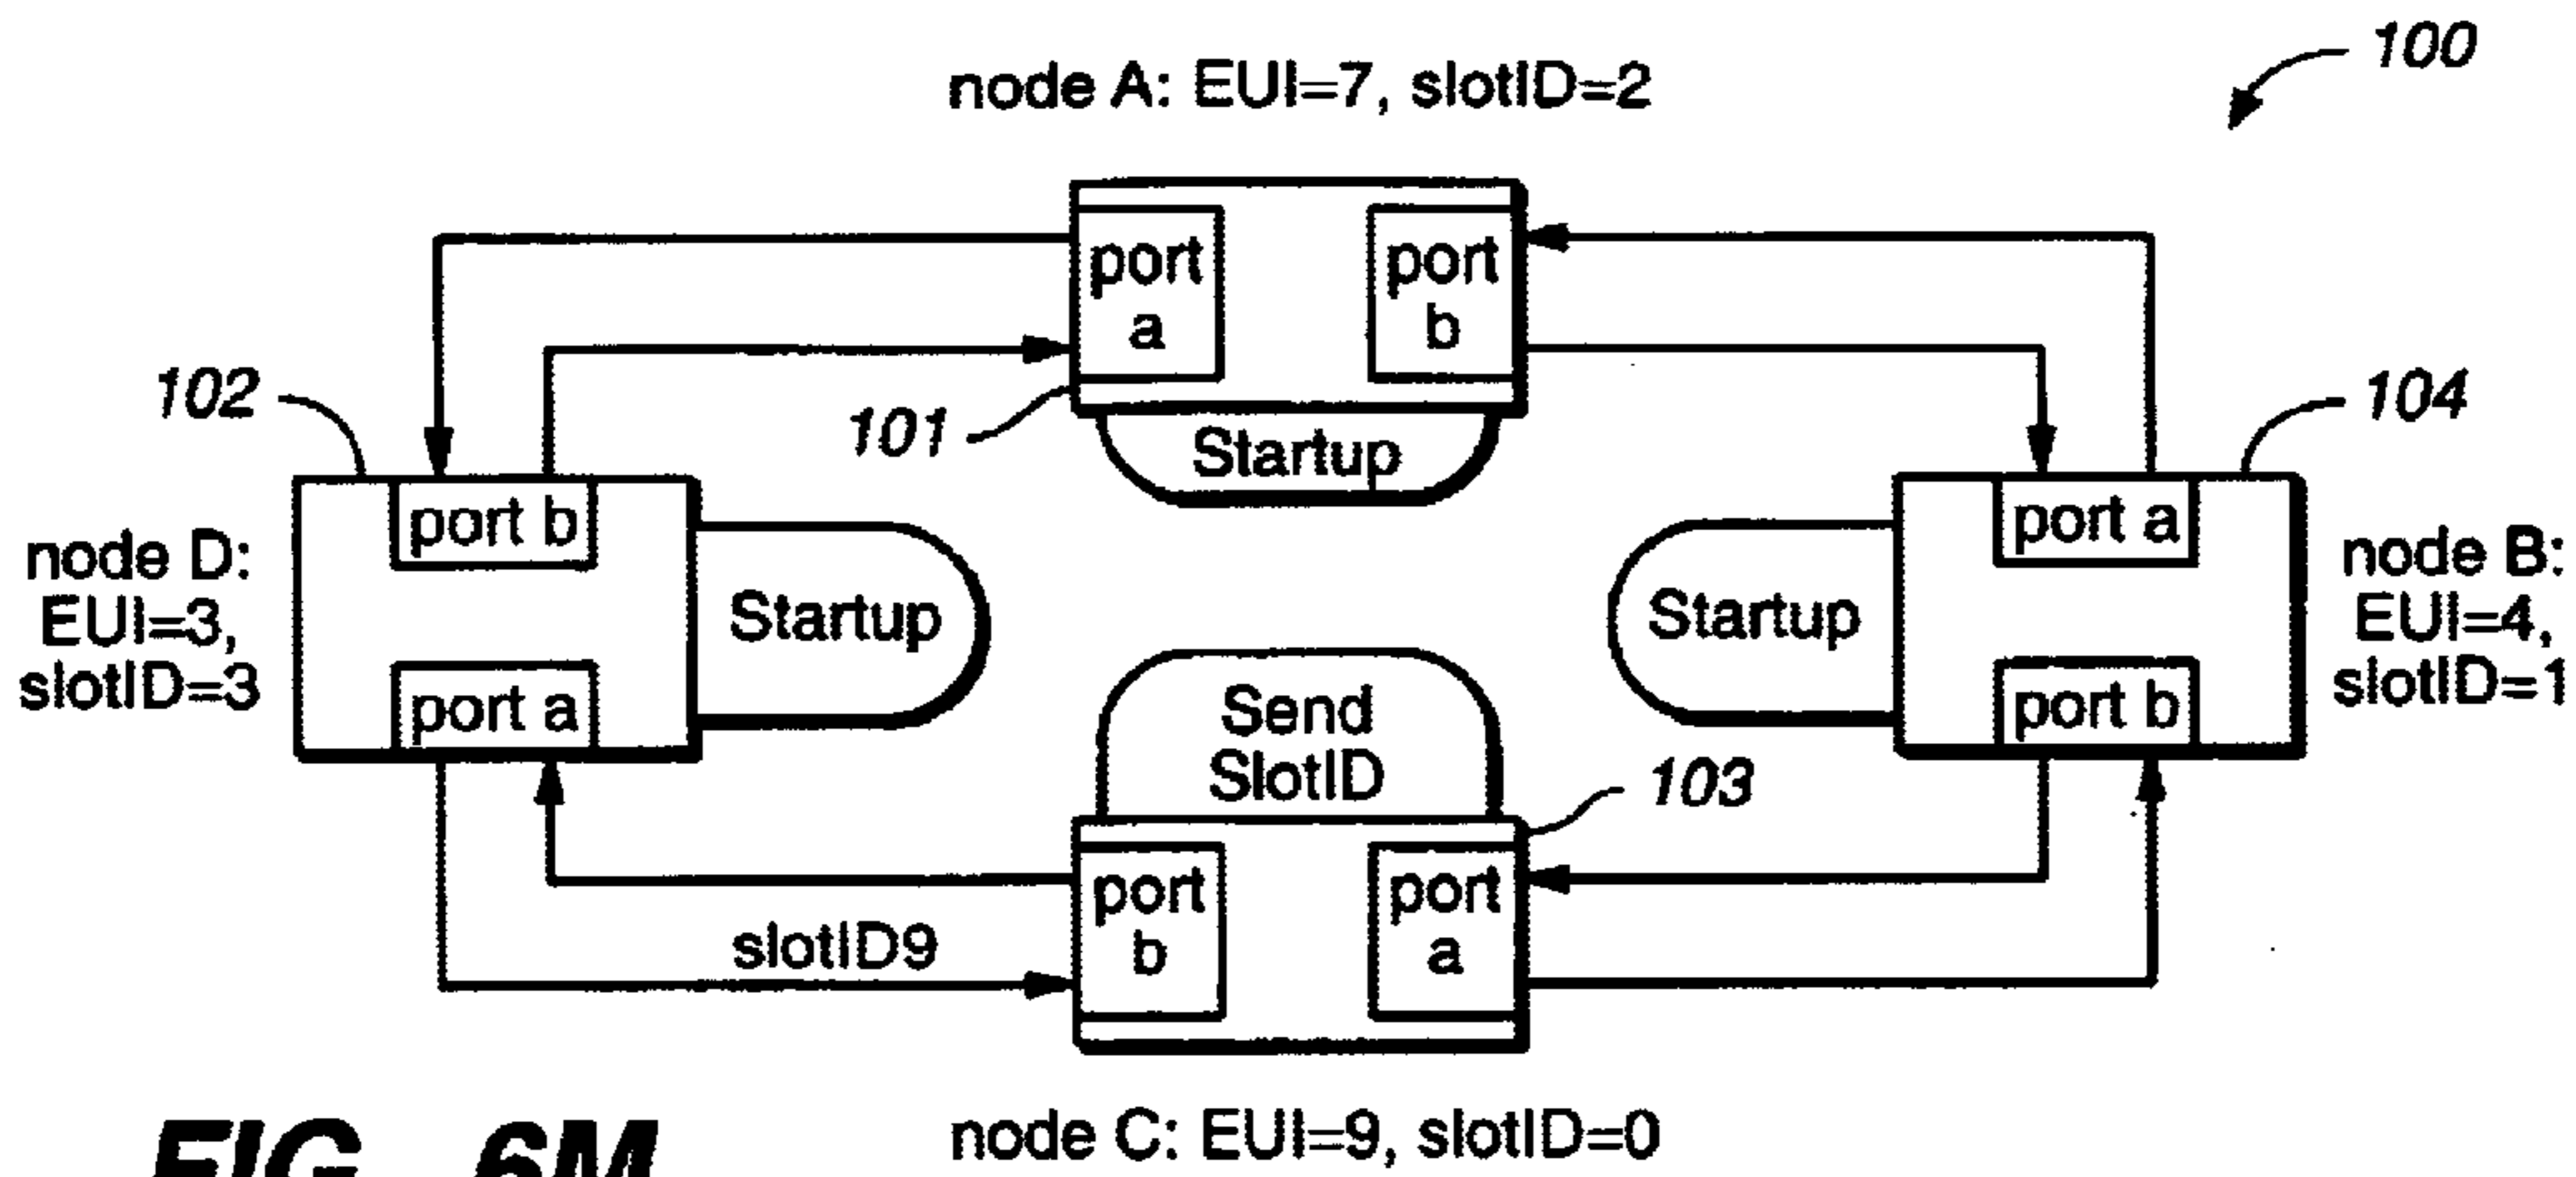 100
node A: EUI=7, slotID=2
port
a
port
b
102
101
104
Startup
port b
port a
node D:
EUI=3,
slotID=3
Startup
Startup
node B:
EUI=4,
slotID=1
port a
Send
SlotID
port b
103
port
b
port
a
slotID9
node C: EUI=9, slotID=0
FIG._6M